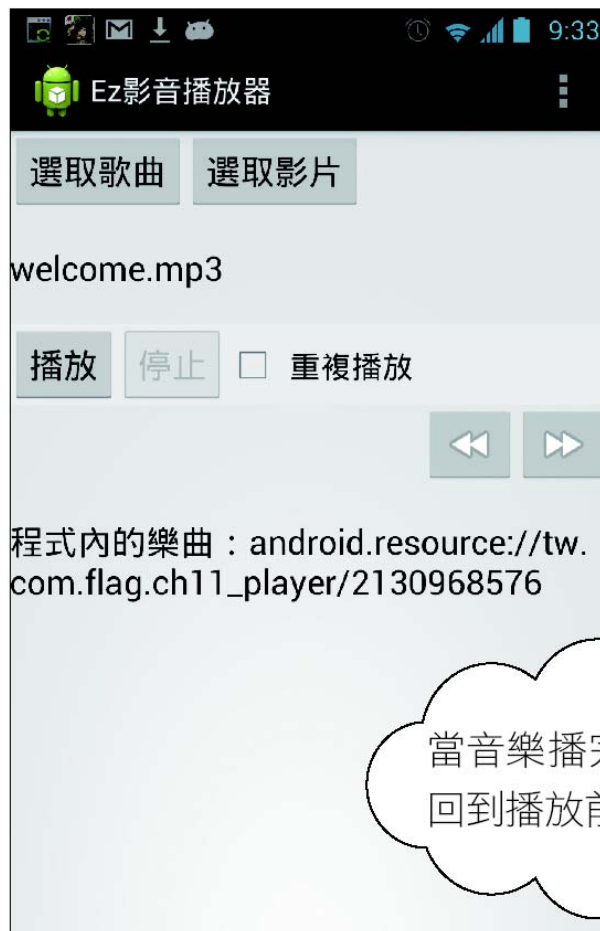 9:33
Ez影音播放器
選取歌曲 選取影片
welcome.mp3
播放 停止 重複播放
程式內的樂曲：android.resource://tw.
com.flag.ch11_player/2130968576
當音樂播
回到播放